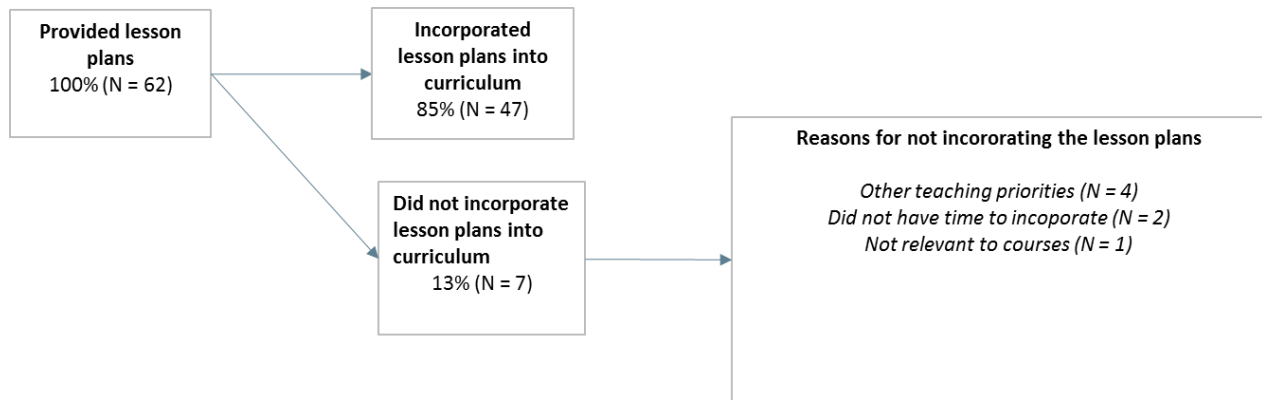 Provided lesson
plans
100% (N = 62)
Incorporated
lesson plans into
curriculum
85% (N = 47)
Did not incorporate
lesson plans into
curriculum
13% (N = 7)
Reasons for not incororating the lesson plans
Other teaching priorities (N = 4)
Did not have time to incoporate (N = 2)
Not relevant to courses (N = 1)